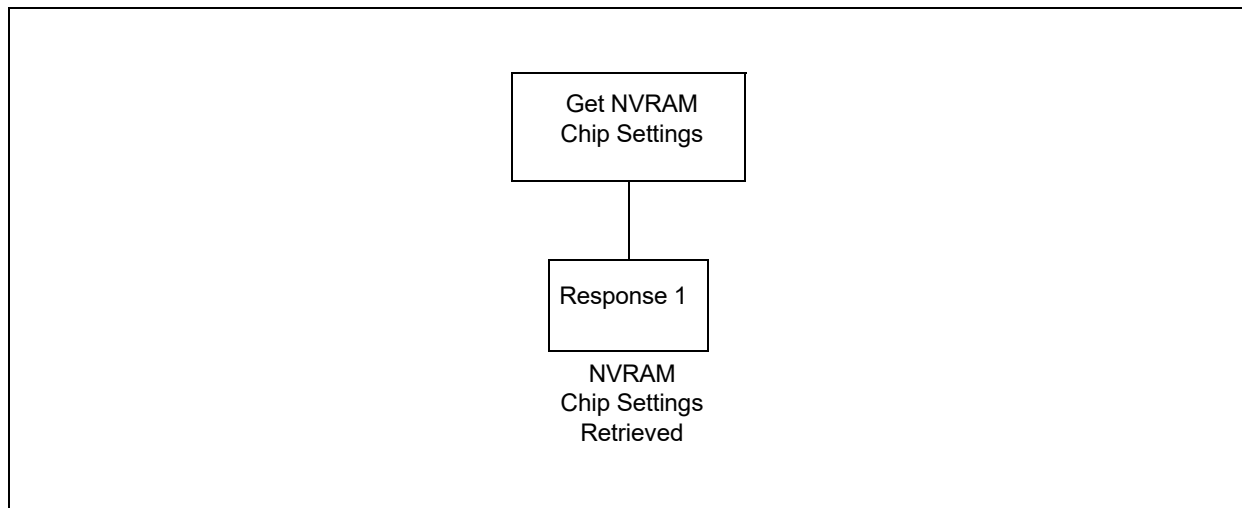 Get NVRAM
Chip Settings
Response 1
NVRAM
Chip Settings
Retrieved